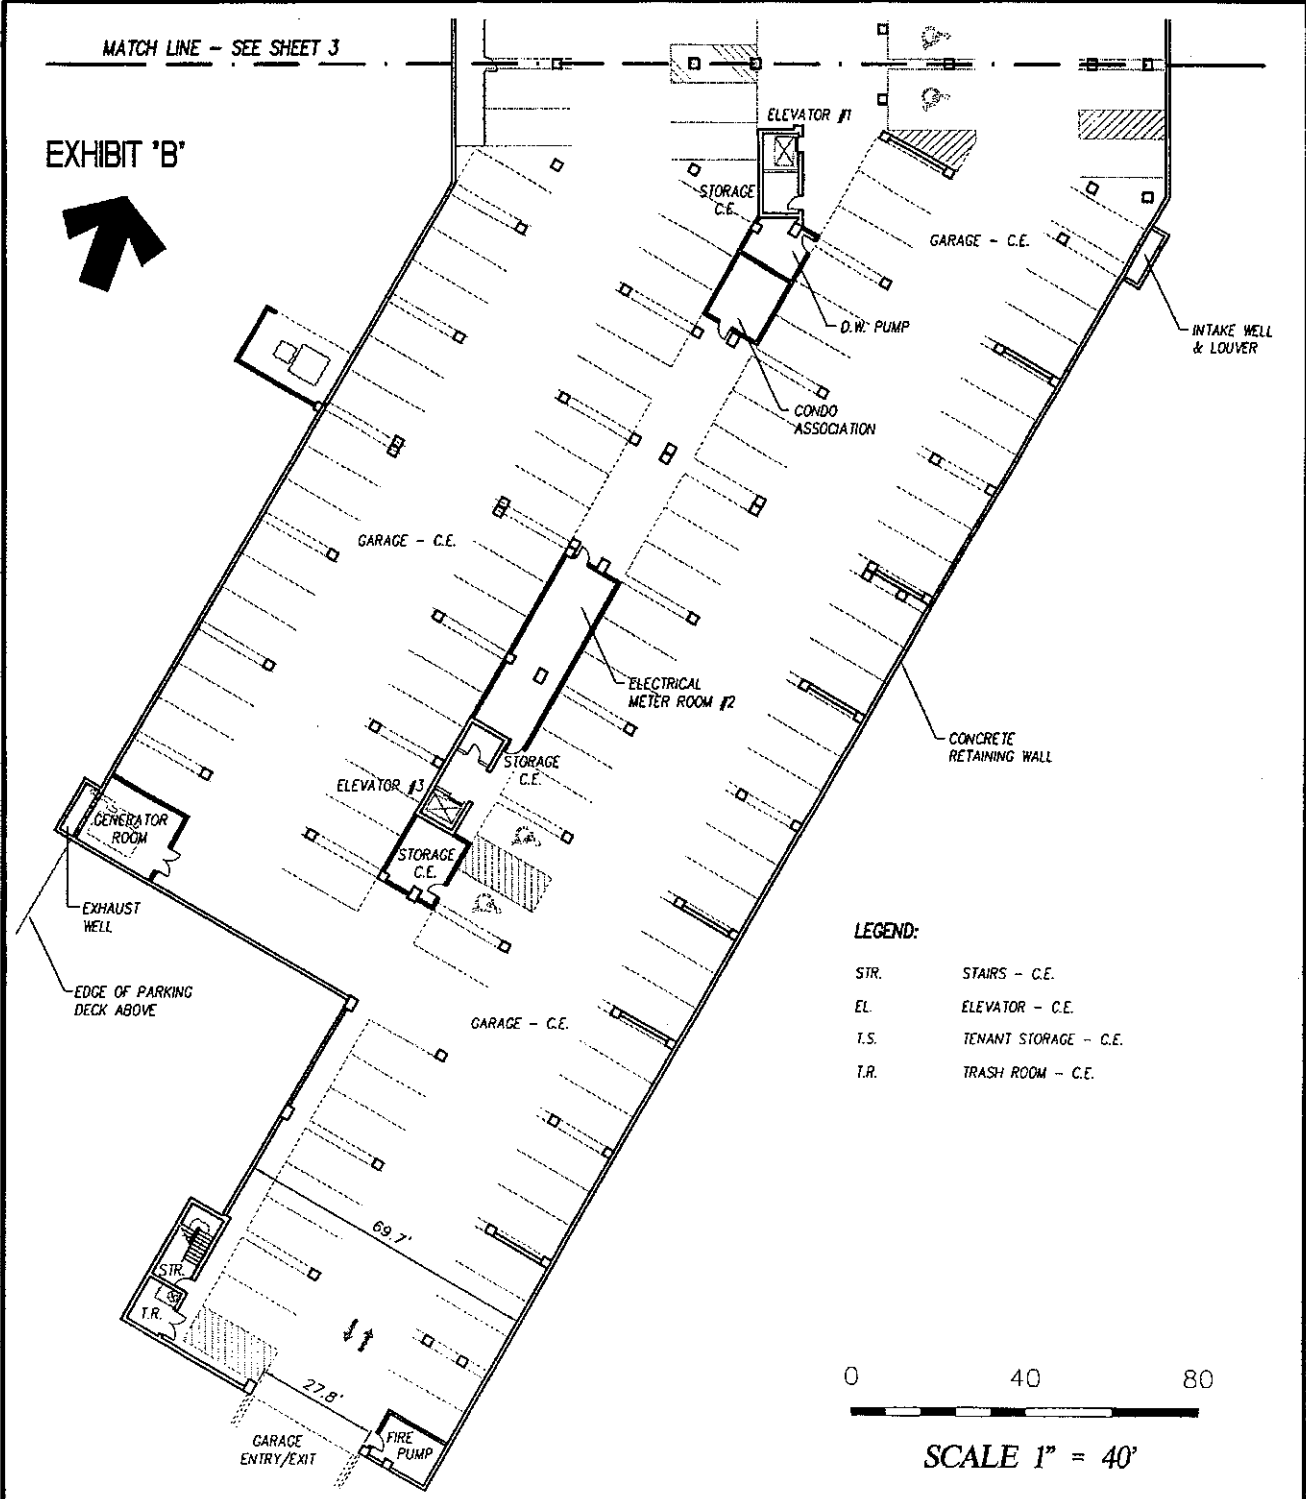 MATCH LINE - SEE SHEET 3
EXHIBIT "B"
ELEVATOR #1
STORAGE
C.E.
GARAGE - C.E.
D.W. PUMP
INTAKE WELL
& LOUVER
CONDO
ASSOCIATION
GARAGE - C.E.
ELECTRICAL
METER ROOM #2
CONCRETE
RETAINING WALL
STORAGE
C.E.
ELEVATOR #3
GENERATOR
ROOM
STORAGE
C.E.
EXHAUST
WELL
EDGE OF PARKING
DECK ABOVE
GARAGE - C.E.
LEGEND:
STR. STAIRS - C.E.
EL. ELEVATOR - C.E.
T.S. TENANT STORAGE - C.E.
T.R. TRASH ROOM - C.E.
69.7'
STR.
T.R.
27.8'
GARAGE
ENTRY/EXIT
FIRE
PUMP
0 40 80
SCALE 1" = 40'